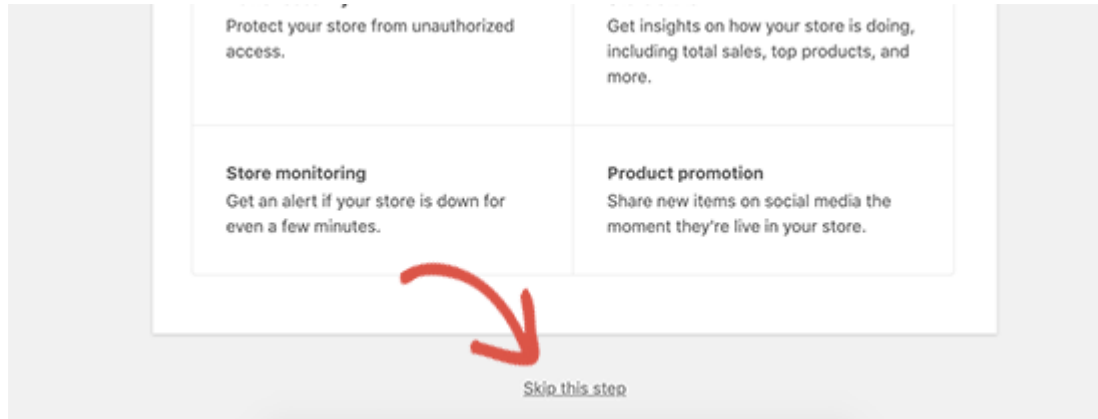 Protect your store from unauthorized
access.
Get insights on how your store is doing,
including total sales, top products, and
more.
Store monitoring
Get an alert if your store is down for
even a few minutes.
Product promotion
Share new items on social media the
moment they're live in your store.
Skip this step